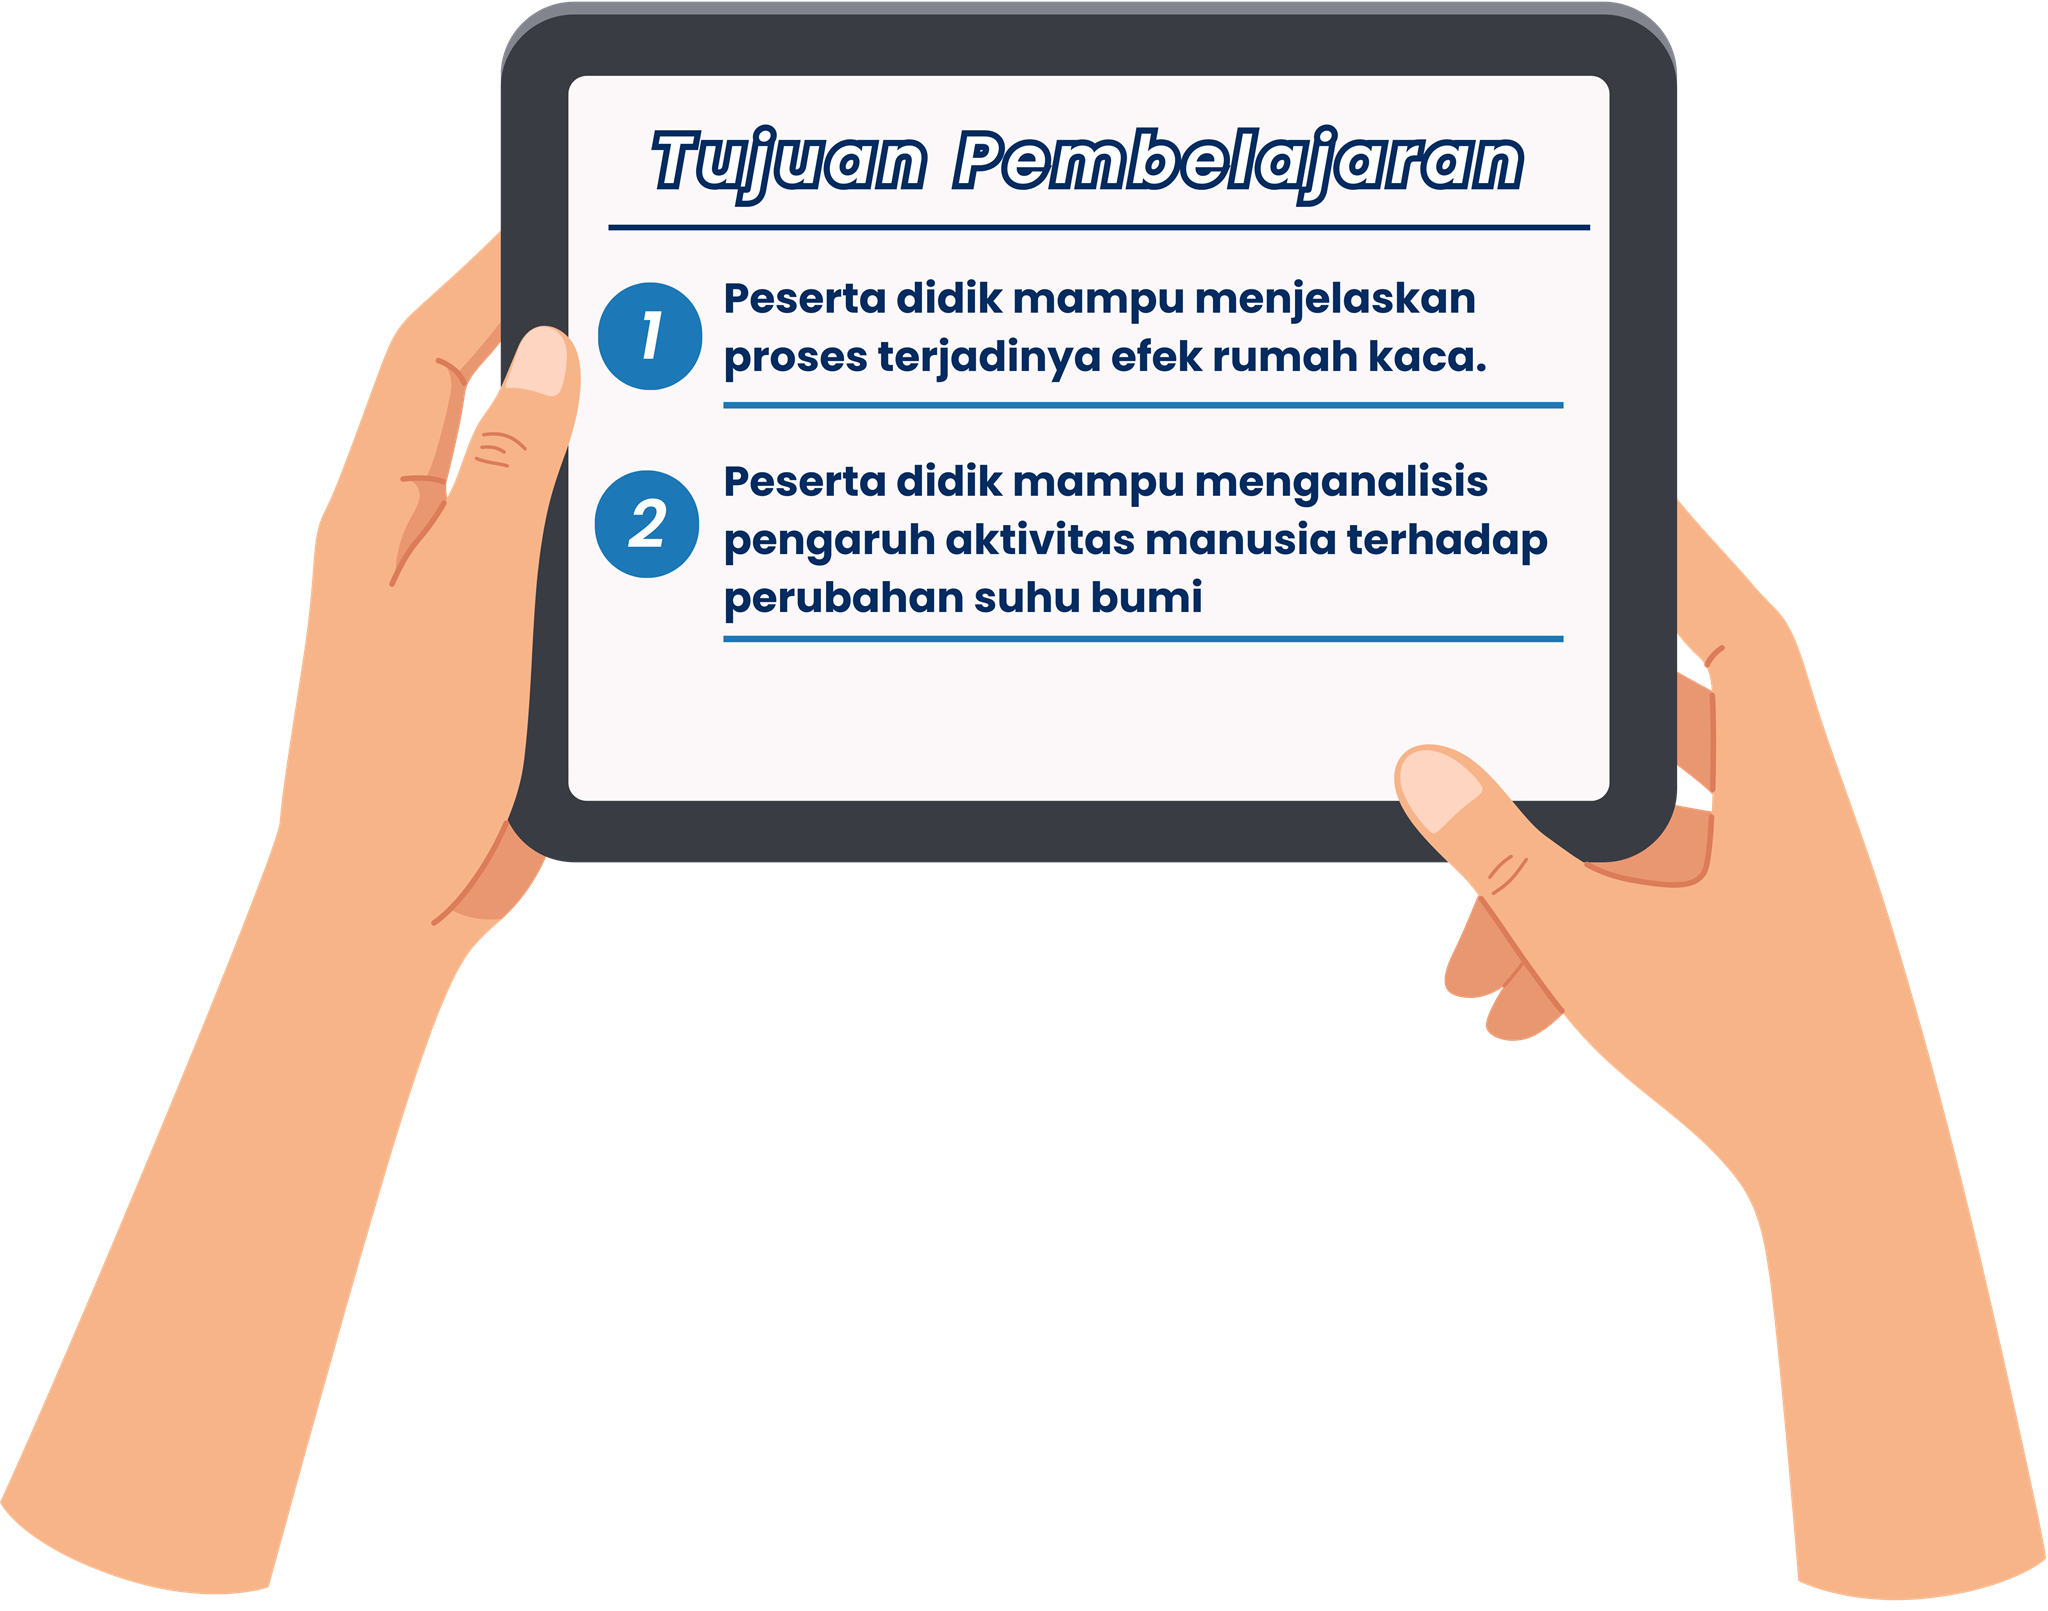 Tujuan Pembelajaran
1
Peserta didik mampu menjelaskan
proses terjadinya efek rumah kaca.
2
Peserta didik mampu menganalisis
pengaruh aktivitas manusia terhadap
perubahan suhu bumi